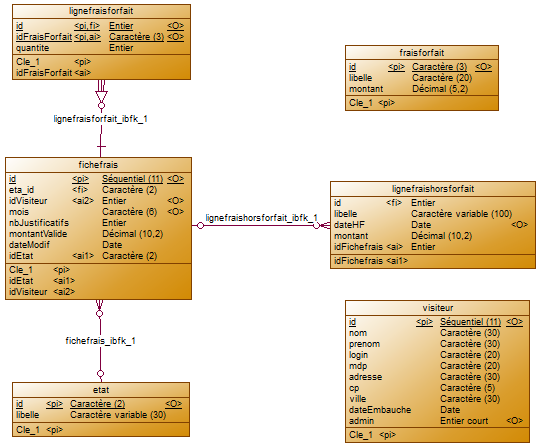 lignefraisforfait
id <pi,fi> Entier <O>
idFraisForfait <pi,ai> Caractère (3) <O>
quantite Entier
Cle_1 <pi>
idFraisForfait <ai>
fraisforfait
id <pi> Caractère (3) <O>
libelle Caractère (20)
montant Décimal (5,2)
Cle_1 <pi>
lignefraisforfait_ibfk_1
fichefrais
id <pi> Séquentiel (11) <O>
eta_id <fi> Caractère (2)
idVisiteur <ai2> Entier <O>
mois Caractère (6) <O>
nbJustificatifs Entier
montantValide Décimal (10,2)
dateModif Date
idEtat <ai1> Caractère (2)
Cle_1 <pi>
idEtat <ai1>
idVisiteur <ai2>
lignefraishorsforfait_ibfk_1
lignefraishorsforfait
id <fi> Entier
libelle Caractère variable (100)
dateHF Date <O>
montant Décimal (10,2)
idFichefrais <ai> Entier
idFichefrais <ai1>
fichefrais_ibfk_1
etat
id <pi> Caractère (2) <O>
libelle Caractère variable (30)
Cle_1 <pi>
visiteur
id <pi> Séquentiel (11) <O>
nom Caractère (30)
prenom Caractère (30)
login Caractère (20)
mdp Caractère (20)
adresse Caractère (30)
cp Caractère (5)
ville Caractère (30)
dateEmbauche Date
admin Entier court <O>
Cle_1 <pi>